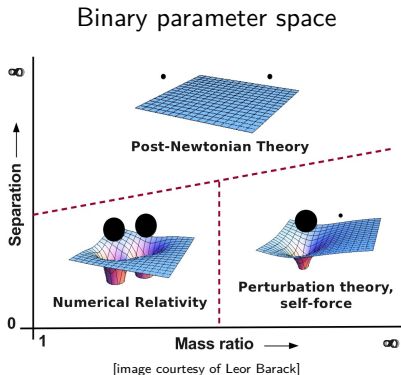 Binary parameter space
∞
Post-Newtonian Theory
Separation
Numerical Relativity
Perturbation theory,
self-force
0
1
Mass ratio
∞
[image courtesy of Leor Barack]